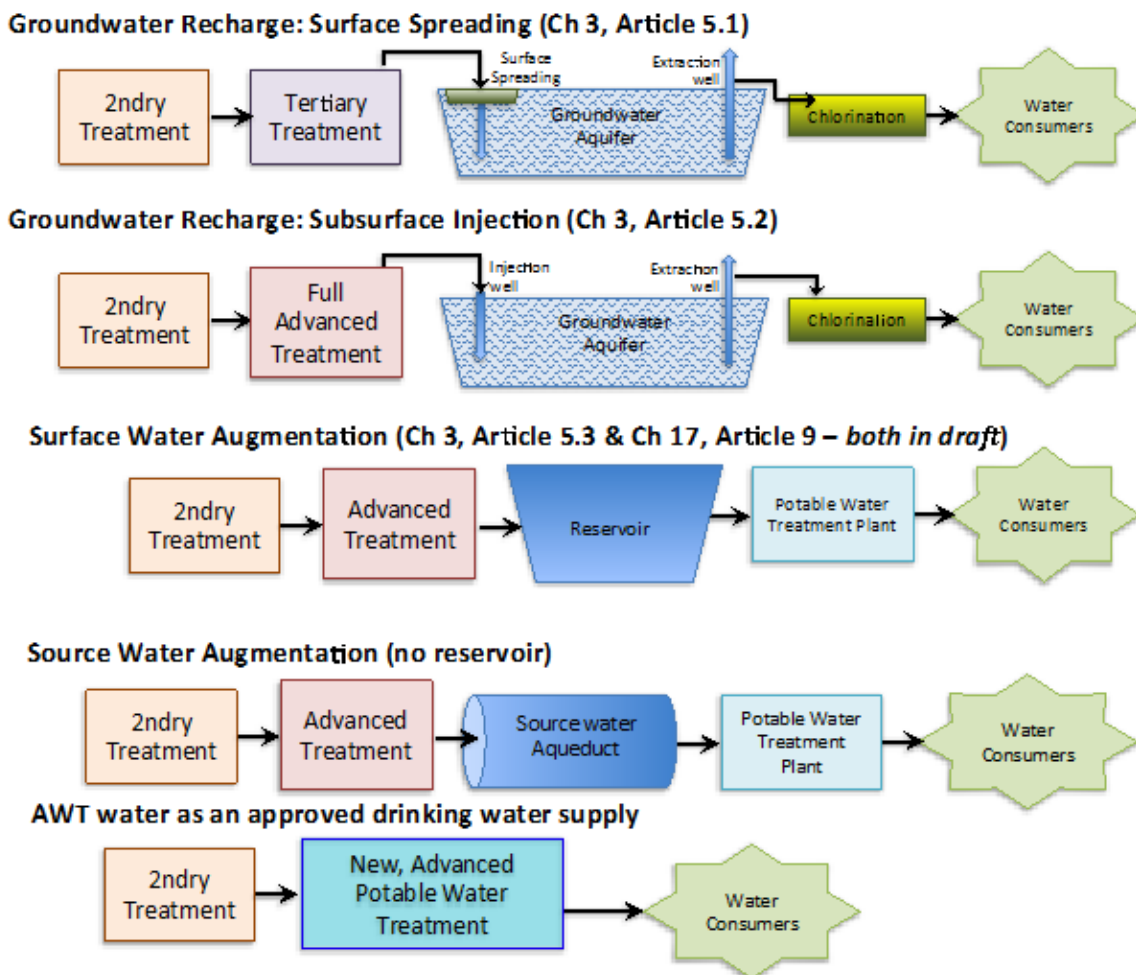 Groundwater Recharge: Surface Spreading (Ch 3, Article 5.1)
2ndry
Treatment
Tertiary
Treatment
Surface
Spreading
Groundwater
Aquifer
Extraction
well
Chlorination
Water
Consumers
Groundwater Recharge: Subsurface Injection (Ch 3, Article 5.2)
2ndry
Treatment
Full
Advanced
Treatment
Injection
well
Groundwater
Aquifer
Extraction
well
Chlorinalion
Water
Consumers
Surface Water Augmentation (Ch 3, Article 5.3 & Ch 17, Article 9 – both in draft)
2ndry
Treatment
Advanced
Treatment
Reservoir
Potable Water
Treatment Plant
Water
Consumers
Source Water Augmentation (no reservoir)
2ndry
Treatment
Advanced
Treatment
Source water
Aqueduct
Potable Water
Treatment
Plant
Water
Consumers
AWT water as an approved drinking water supply
2ndry
Treatment
New, Advanced
Potable Water
Treatment
Water
Consumers